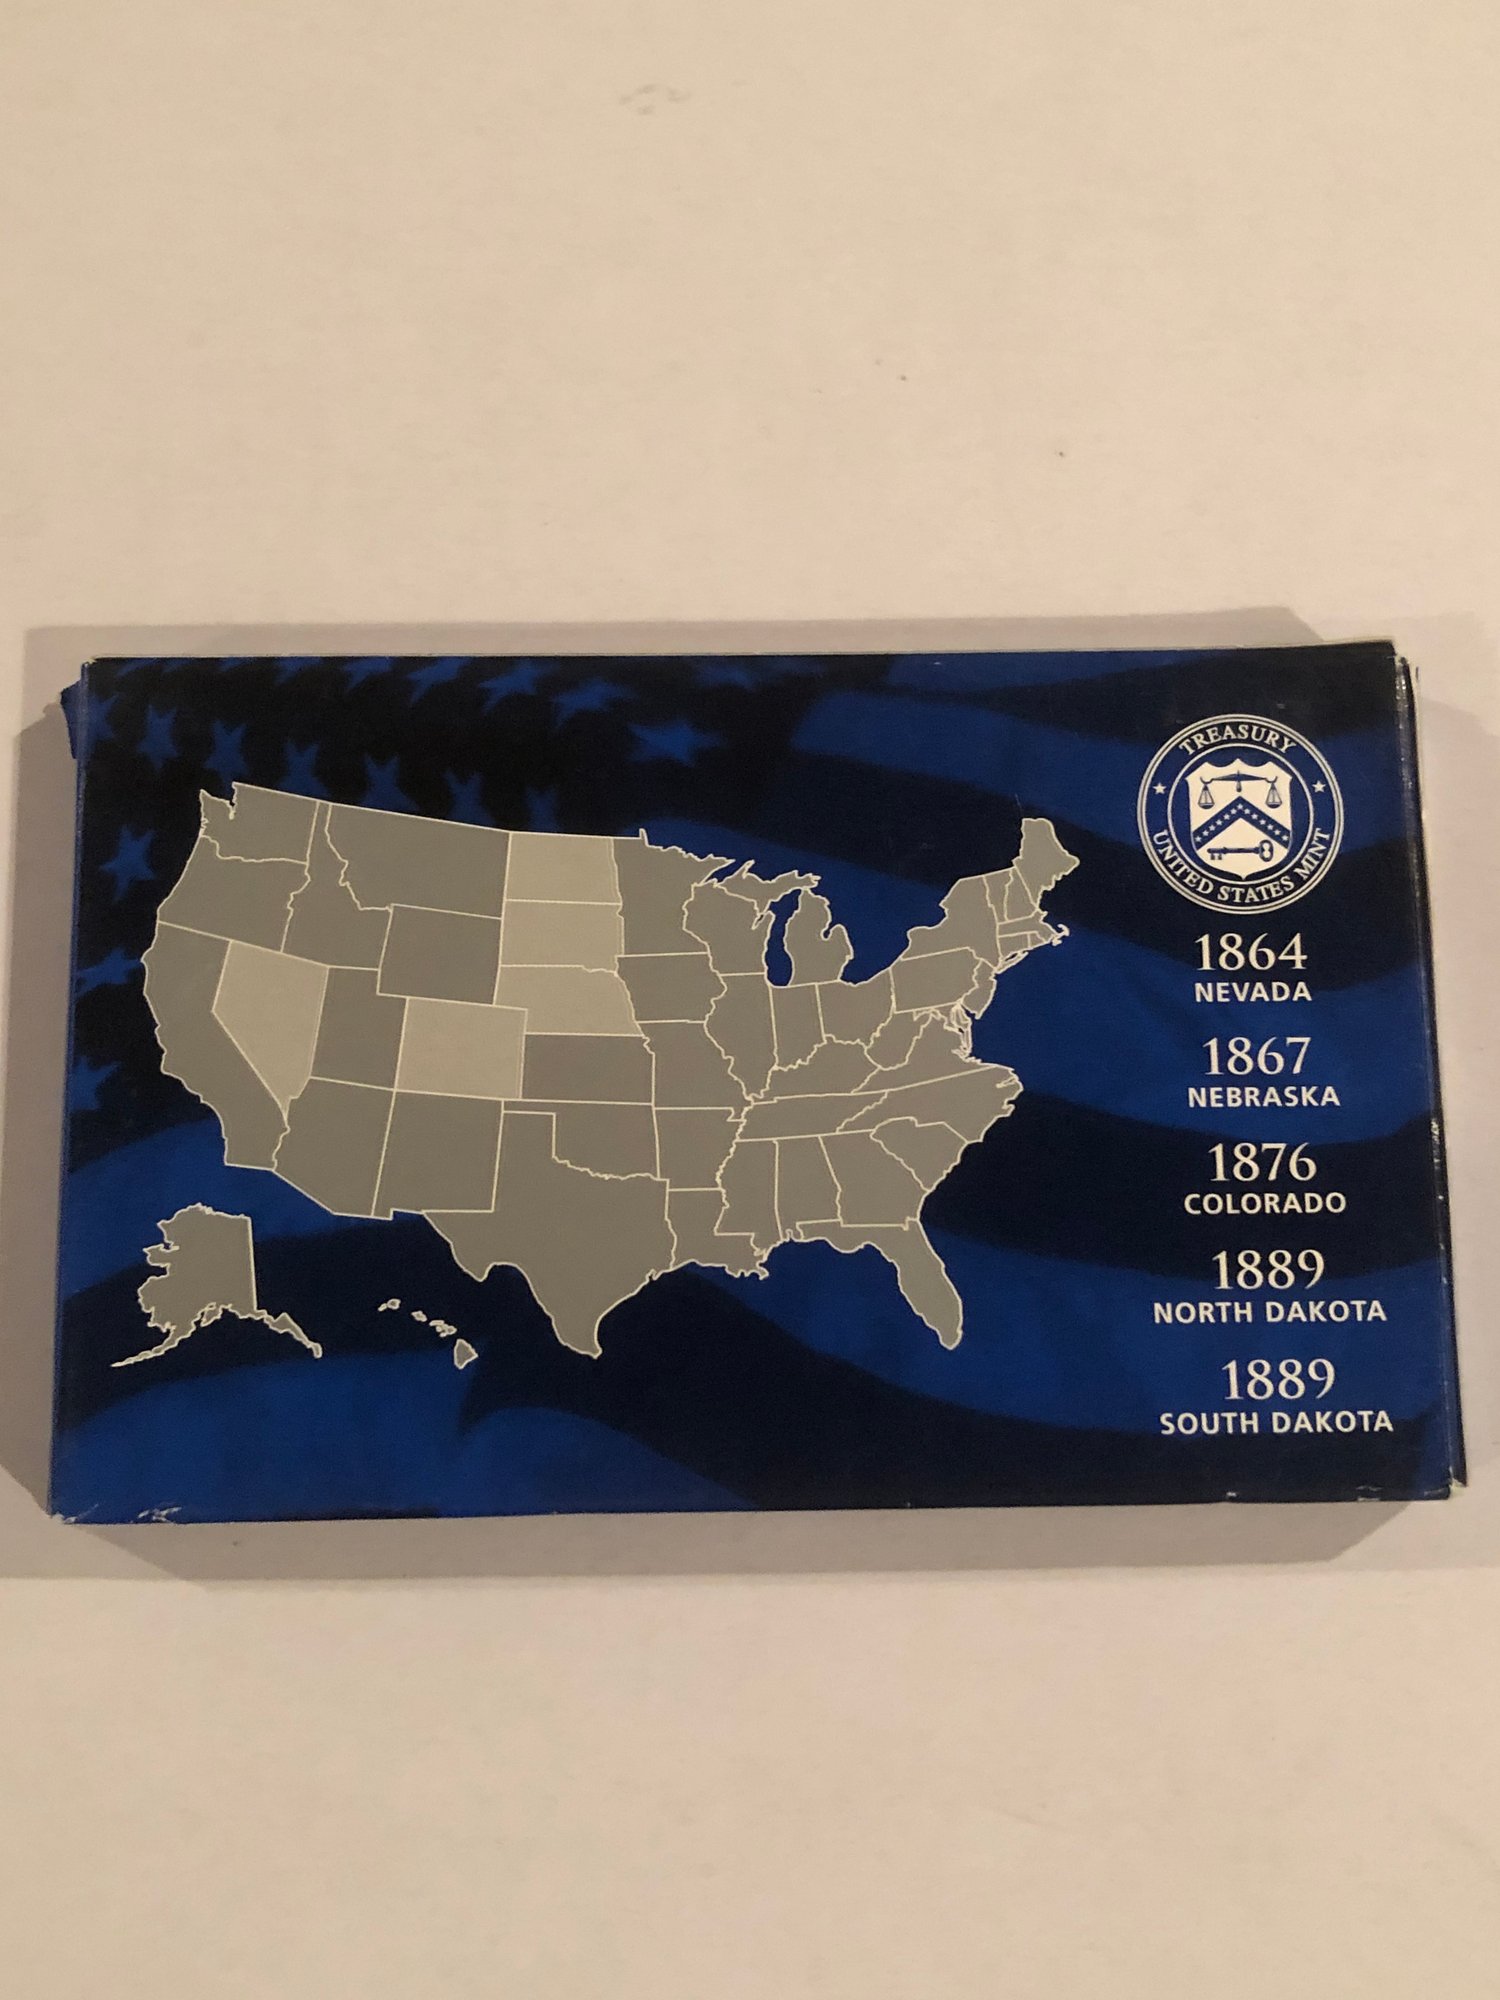 TREASURY
UNITED STATES MINT
1864
NEVADA
1867
NEBRASKA
1876
COLORADO
1889
NORTH DAKOTA
1889
SOUTH DAKOTA